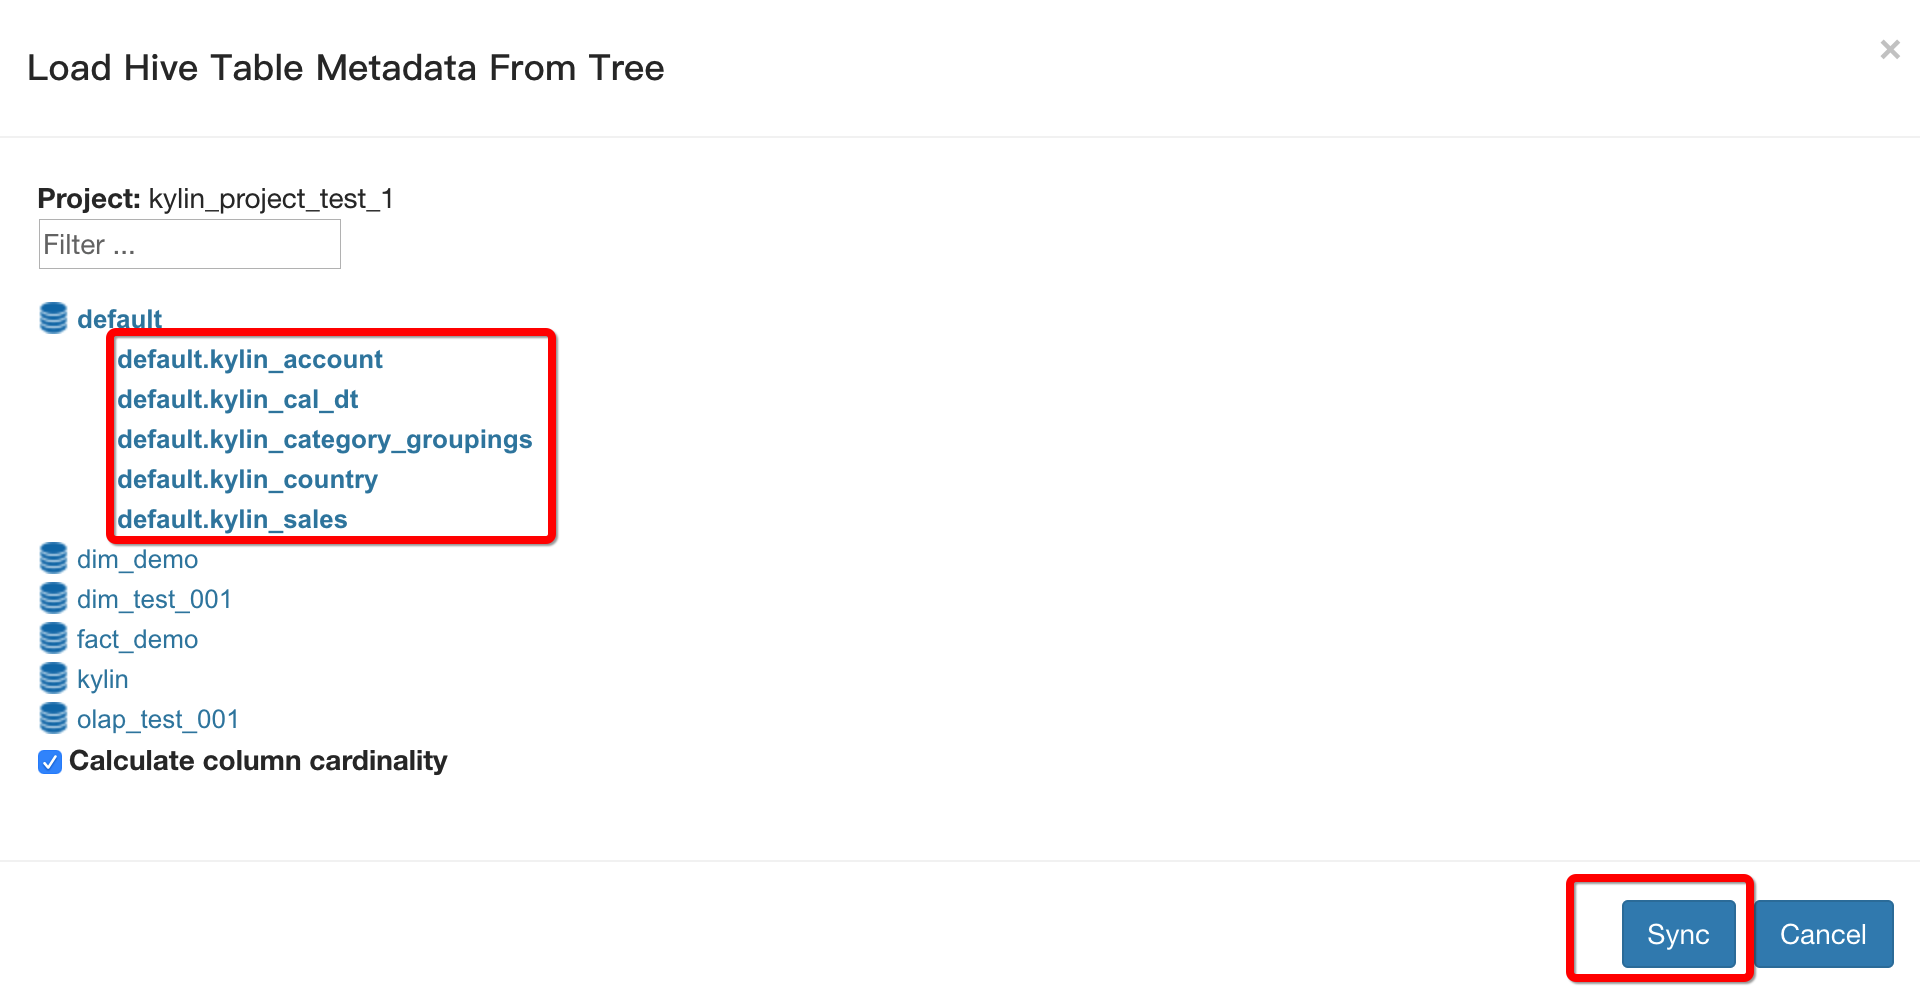 Load Hive Table Metadata From Tree
×
Project: kylin_project_test_1
Filter ...
default
default.kylin_account
default.kylin_cal_dt
default.kylin_category_groupings
default.kylin_country
default.kylin_sales
dim_demo
dim_test_001
fact_demo
kylin
olap_test_001
Calculate column cardinality
Sync Cancel